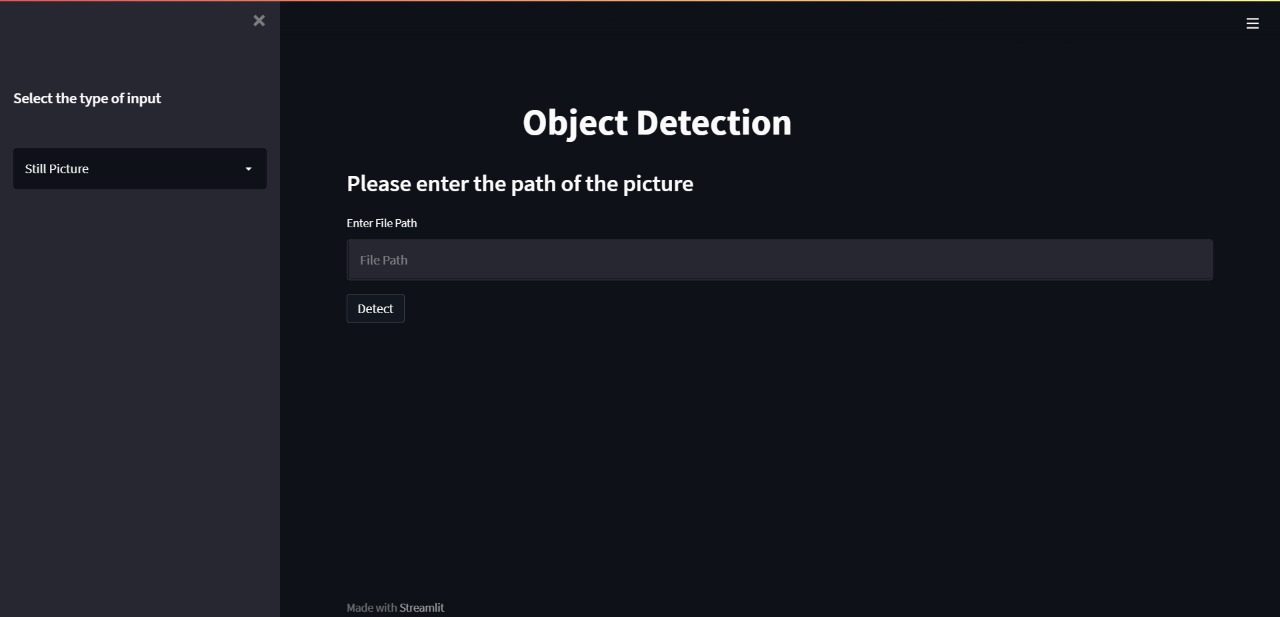 Select the type of input
Still Picture
Object Detection
Please enter the path of the picture
Enter File Path
File Path
Detect
Made with Streamlit